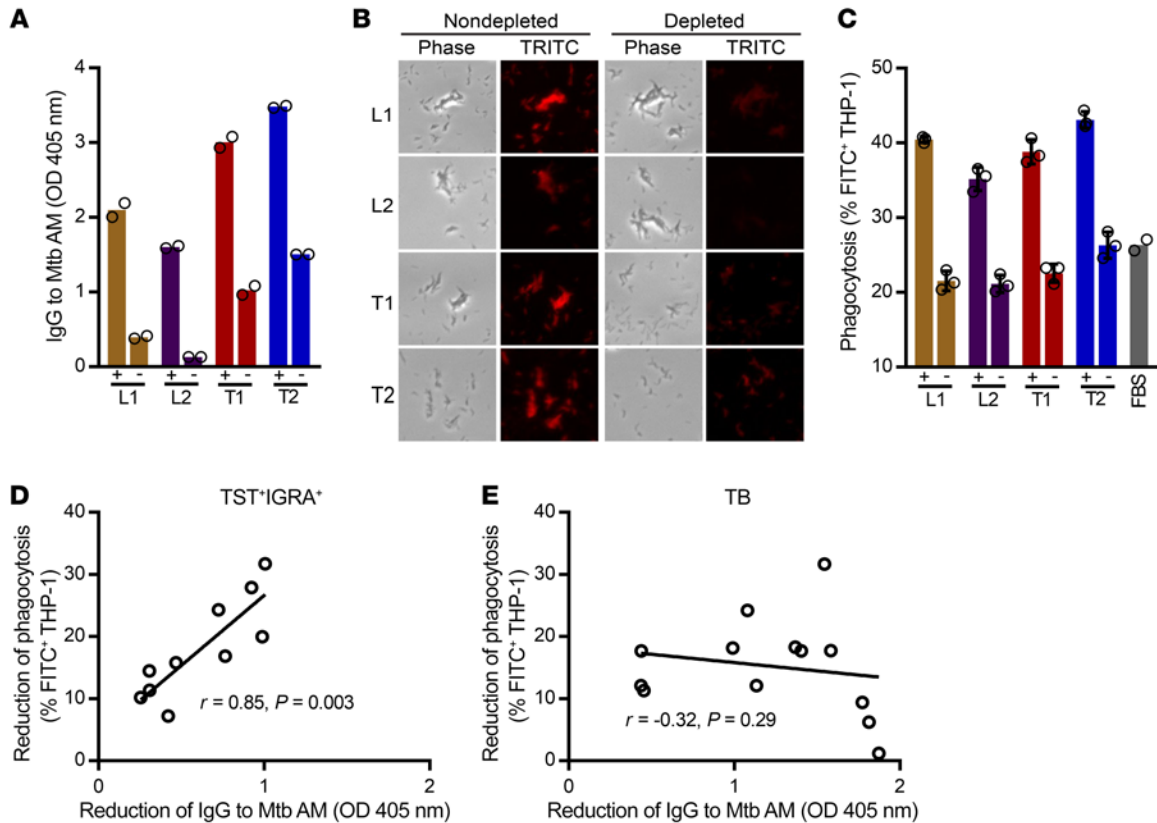 A
IgG to Mtb AM (OD 405 nm)
4
3
2
1
0
+ - + - + - + -
L1 L2 T1 T2
B
Nondepleted Depleted
Phase TRITC Phase TRITC
L1
L2
T1
T2
C
Phagocytosis (% FITC⁺ THP-1)
50
40
30
20
10
+ - + - + - + -
L1 L2 T1 T2 FBS
D
TST⁺IGRA⁺
Reduction of phagocytosis
(% FITC⁺ THP-1)
40
30
20
10
0
r = 0.85, P = 0.003
0 1 2
Reduction of IgG to Mtb AM (OD 405 nm)
E
TB
Reduction of phagocytosis
(% FITC⁺ THP-1)
40
30
20
10
0
r = -0.32, P = 0.29
0 1 2
Reduction of IgG to Mtb AM (OD 405 nm)